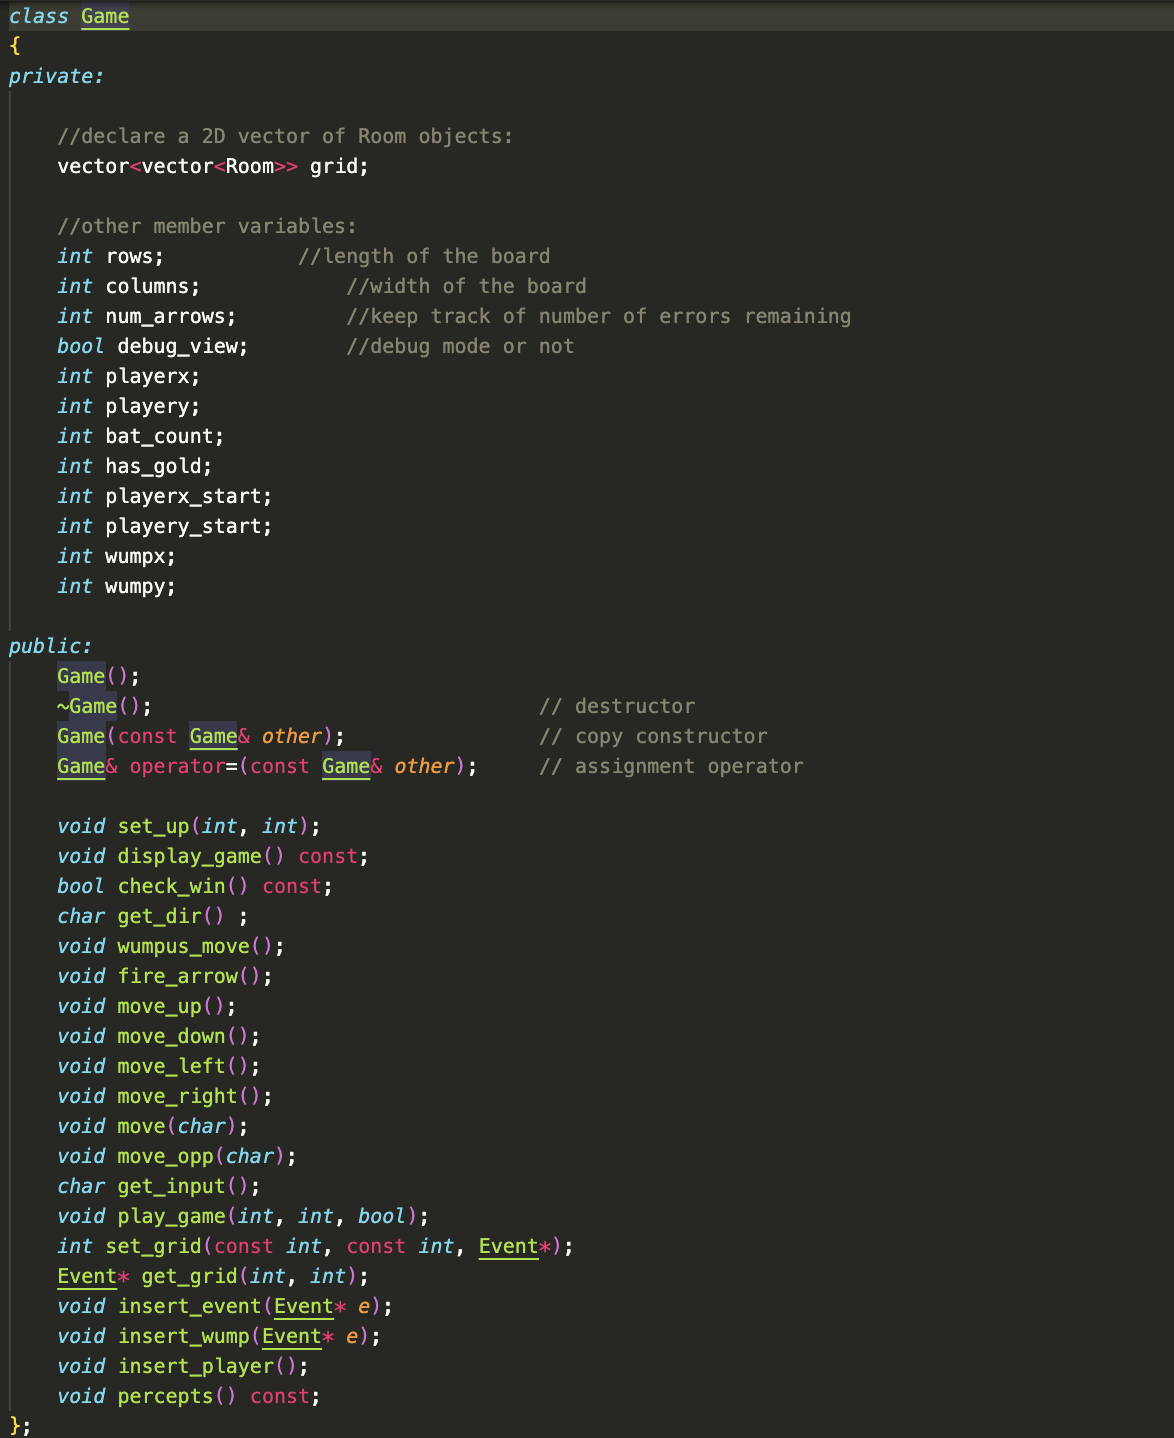 class Game
{
private:
//declare a 2D vector of Room objects:
vector<vector<Room>> grid;
//other member variables:
int rows; //length of the board
int columns; //width of the board
int num_arrows; //keep track of number of errors remaining
bool debug_view; //debug mode or not
int playerx;
int playery;
int bat_count;
int has_gold;
int playerx_start;
int playery_start;
int wumpx;
int wumpy;
public:
Game();
~Game(); // destructor
Game(const Game& other); // copy constructor
Game& operator=(const Game& other); // assignment operator
void set_up(int, int);
void display_game() const;
bool check_win() const;
char get_dir() ;
void wumpus_move();
void fire_arrow();
void move_up();
void move_down();
void move_left();
void move_right();
void move(char);
void move_opp(char);
char get_input();
void play_game(int, int, bool);
int set_grid(const int, const int, Event*);
Event* get_grid(int, int);
void insert_event(Event* e);
void insert_wump(Event* e);
void insert_player();
void percepts() const;
};